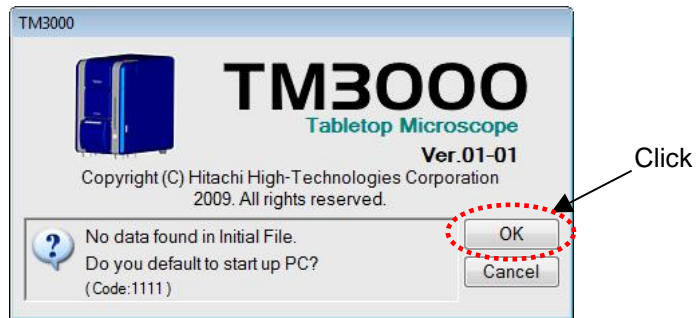 TM3000
TM3000
Tabletop Microscope
Ver.01-01
Copyright (C) Hitachi High-Technologies Corporation
2009. All rights reserved.
Click
No data found in Initial File.
Do you default to start up PC?
(Code:1111)
OK
Cancel